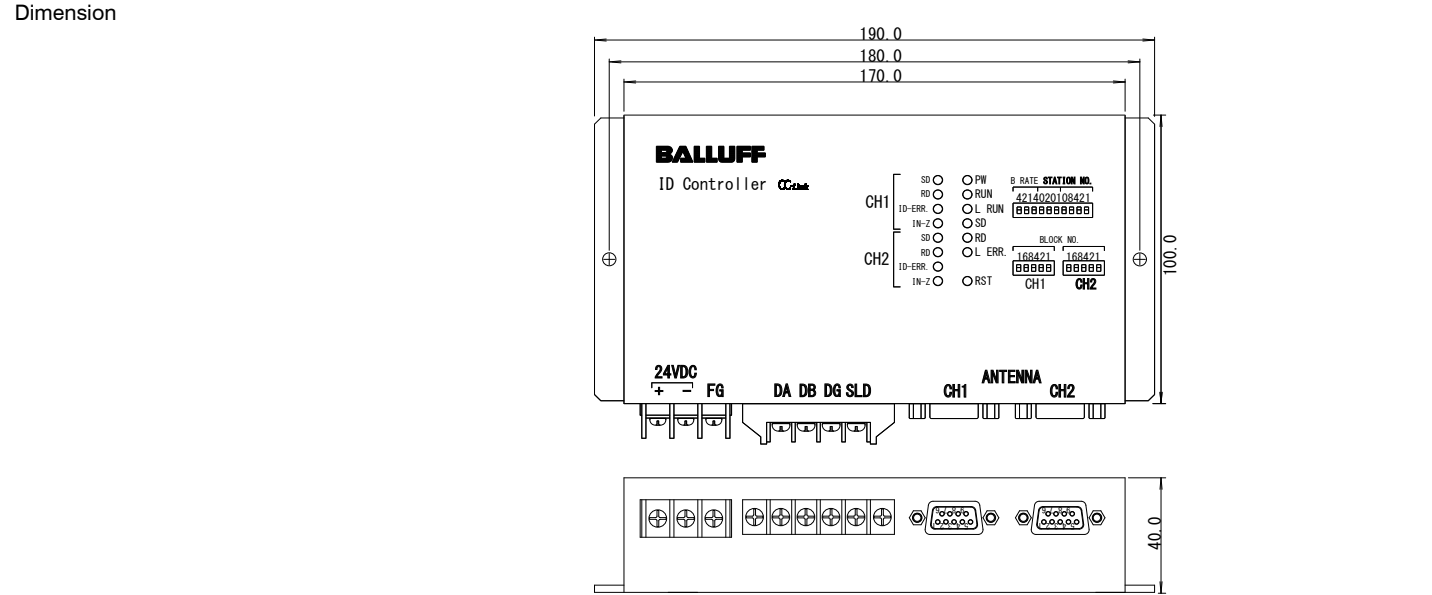 Dimension
190.0
180.0
170.0
BALLUFF
ID Controller CC-Link
SD PW B RATE STATION NO.
RD RUN 4214020108421
CH1
ID-ERR. L RUN
IN-Z SD
SD RD BLOCK NO.
RD L ERR. 168421 168421
CH2
ID-ERR.
IN-Z RST CH1 CH2
100.0
24VDC ANTENNA
+ - FG DA DB DG SLD CH1 CH2
40.0